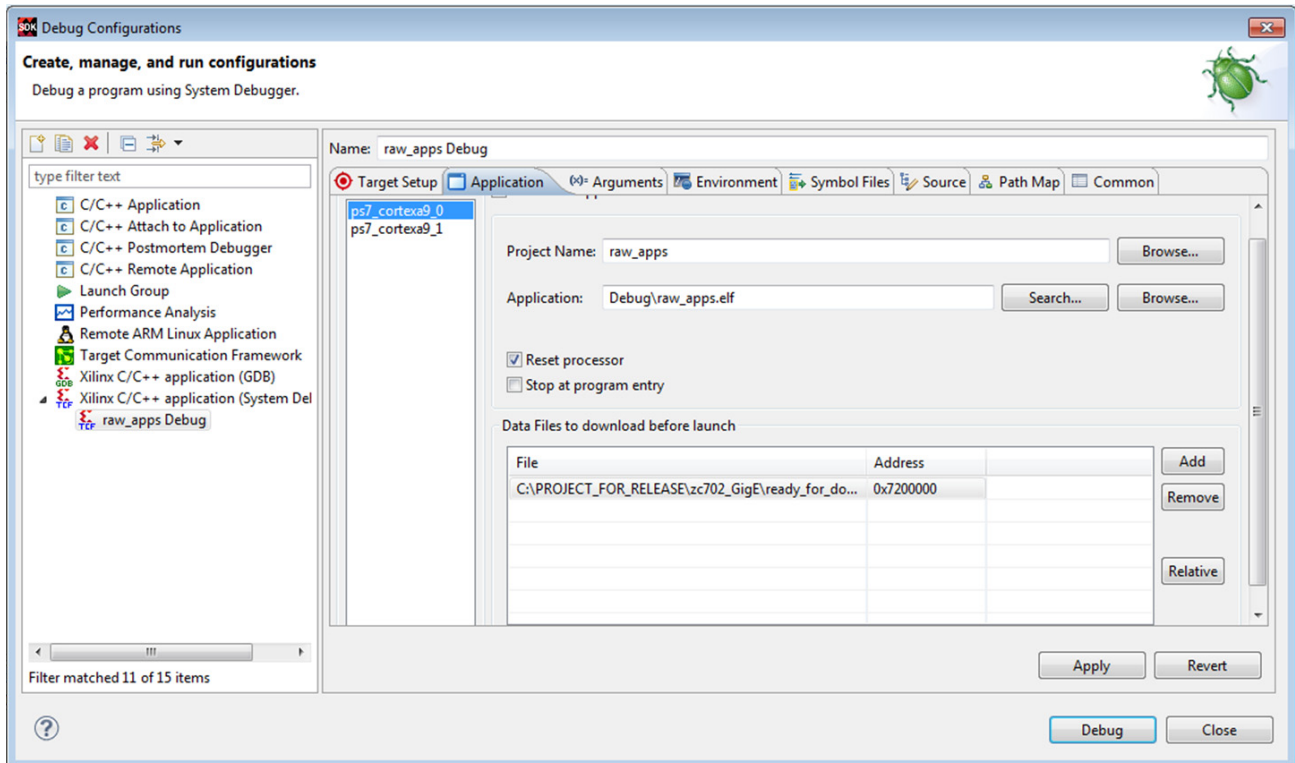 SDK Debug Configurations
Create, manage, and run configurations
Debug a program using System Debugger.
type filter text
C/C++ Application
C/C++ Attach to Application
C/C++ Postmortem Debugger
C/C++ Remote Application
Launch Group
Performance Analysis
Remote ARM Linux Application
Target Communication Framework
Xilinx C/C++ application (GDB)
Xilinx C/C++ application (System Del
raw_apps Debug
Filter matched 11 of 15 items
Name: raw_apps Debug
Target Setup Application (x)= Arguments Environment Symbol Files Source Path Map Common
ps7_cortexa9_0
ps7_cortexa9_1
Project Name: raw_apps Browse...
Application: Debug\raw_apps.elf Search... Browse...
Reset processor
Stop at program entry
Data Files to download before launch
File Address Add
C:\PROJECT_FOR_RELEASE\zc702_GigE\ready_for_do... 0x7200000
Remove
Relative
Apply Revert
Debug Close